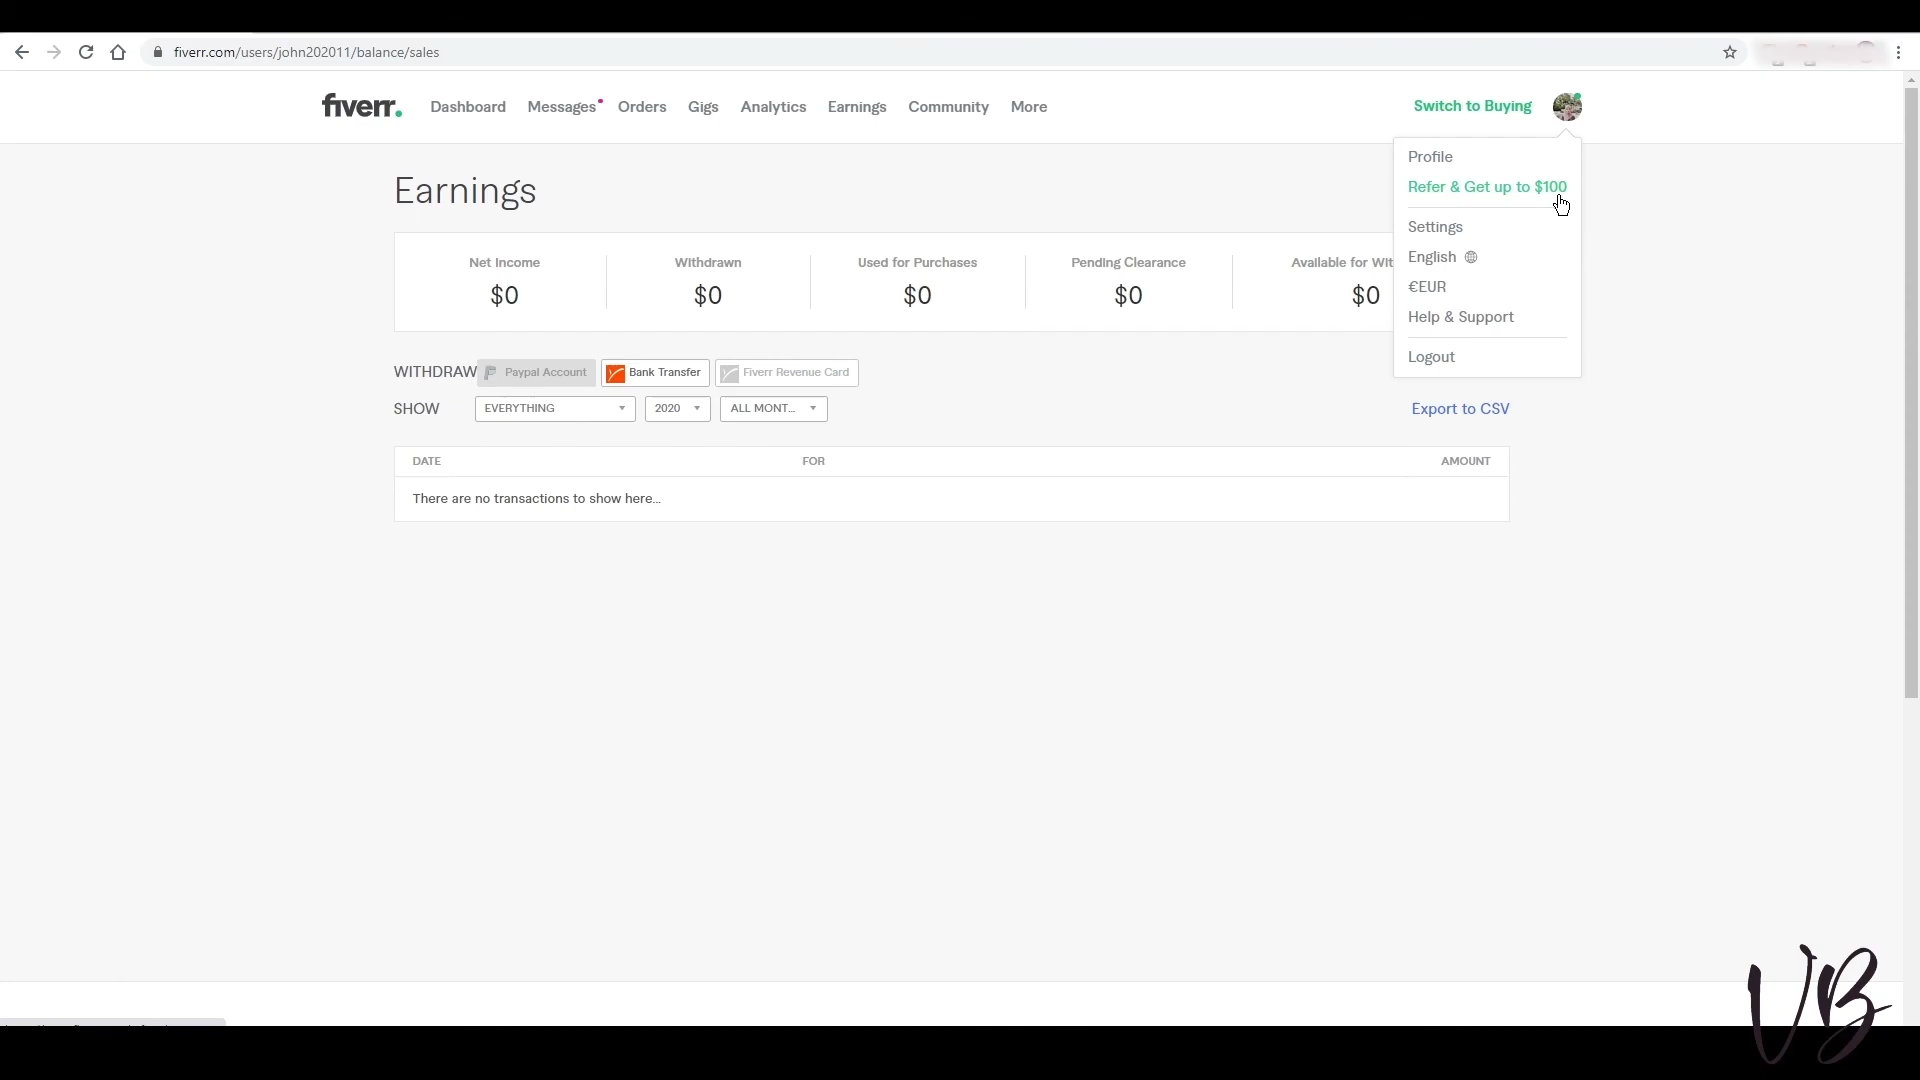 fiverr.com/users/john202011/balance/sales
fiverr. Dashboard Messages Orders Gigs Analytics Earnings Community More Switch to Buying
Profile
Refer & Get up to $100
Settings
English
€EUR
Help & Support
Logout
Earnings
Net Income Withdrawn Used for Purchases Pending Clearance Available for Wit
$0 $0 $0 $0 $0
WITHDRAW Paypal Account Bank Transfer Fiverr Revenue Card
SHOW EVERYTHING 2020 ALL MONT... Export to CSV
DATE FOR AMOUNT
There are no transactions to show here...
VB